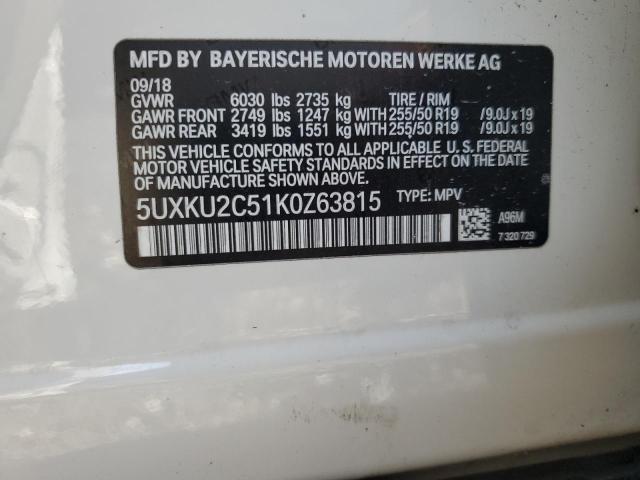 MFD BY BAYERISCHE MOTOREN WERKE AG
09/18
GVWR 6030 lbs 2735 kg TIRE / RIM
GAWR FRONT 2749 lbs 1247 kg WITH 255/50 R19 /9.0J x 19
GAWR REAR 3419 lbs 1551 kg WITH 255/50 R19 /9.0J x 19
THIS VEHICLE CONFORMS TO ALL APPLICABLE U. S. FEDERAL
MOTOR VEHICLE SAFETY STANDARDS IN EFFECT ON THE
DATE OF MANUFACTURE SHOWN ABOVE.
5UXKU2C51K0Z63815 TYPE: MPV
A96M
7 320 729